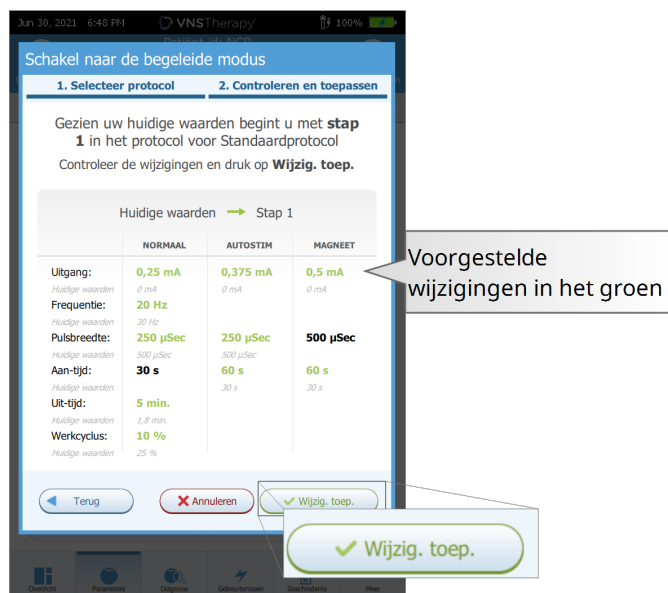 Jun 30, 2021 6:48 PM VNSTherapy 100%
Schakel naar de begeleide modus
1. Selecteer protocol 2. Controleren en toepassen
Gezien uw huidige waarden begint u met stap
1 in het protocol voor Standaardprotocol
Controleer de wijzigingen en druk op Wijzig. toep.
Huidige waarden Stap 1
NORMAAL AUTOSTIM MAGNEET
Uitgang: 0,25 mA 0,375 mA 0,5 mA
Huidige waarden 0 mA 0 mA 0 mA
Frequentie: 20 Hz
Huidige waarden 30 Hz
Pulsbreedte: 250 µSec 250 µSec 500 µSec
Huidige waarden 500 µSec 500 µSec
Aan-tijd: 30 s 60 s 60 s
Huidige waarden 30 s 30 s
Uit-tijd: 5 min.
Huidige waarden 1,8 min.
Werkcyclus: 10 %
Huidige waarden 25 %
Terug Annuleren Wijzig. toep.
Voorgestelde
wijzigingen in het groen
Wijzig. toep.
Overzicht Parameters Diagnose Gebeurtenissen Geschiedenis Meer